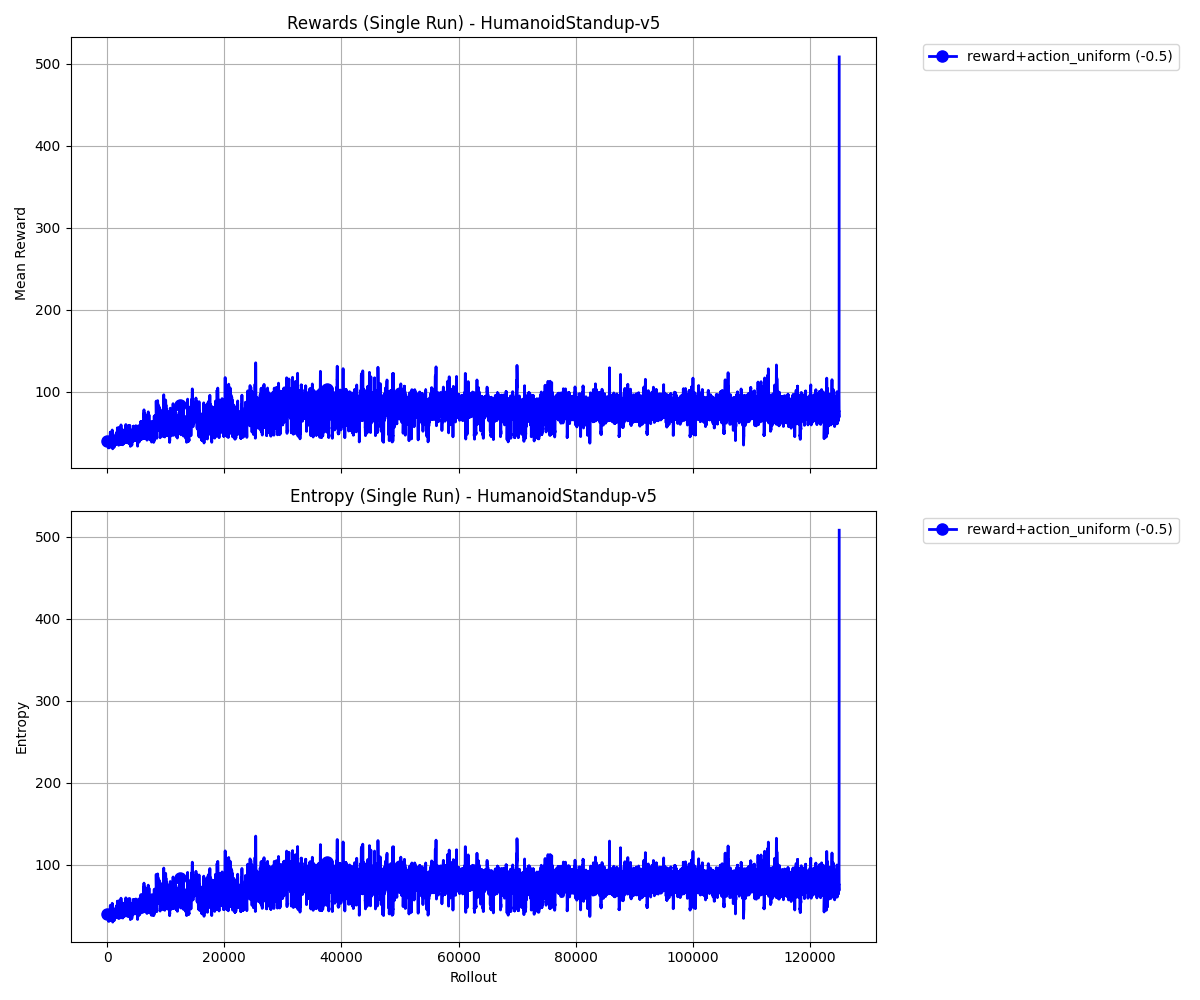 Rewards (Single Run) - HumanoidStandup-v5
500
400
300
200
100
Mean Reward
reward+action_uniform (-0.5)
Entropy (Single Run) - HumanoidStandup-v5
500
400
300
200
100
Entropy
reward+action_uniform (-0.5)
0 20000 40000 60000 80000 100000 120000
Rollout